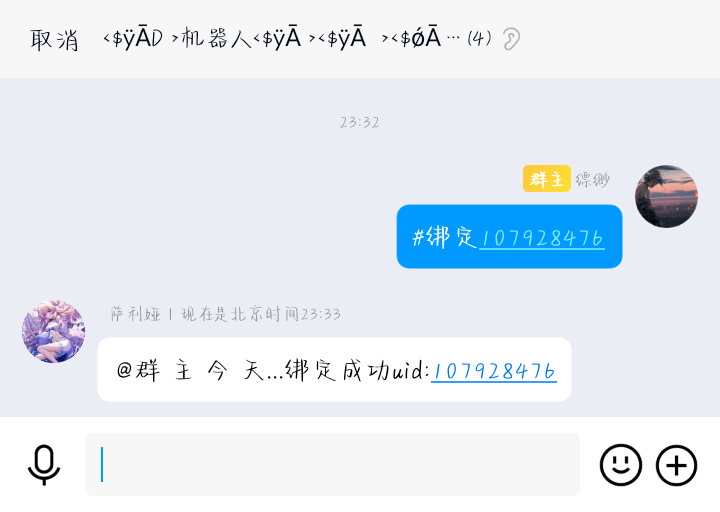 取消 <$ÿĀD >机器人<$ÿĀ ><$ÿĀ ><$ǿĀ … (4)
23:32
群主 缥缈
#绑定107928476
萨利娅 | 现在是北京时间23:33
@群 主 今 天...绑定成功uid:107928476